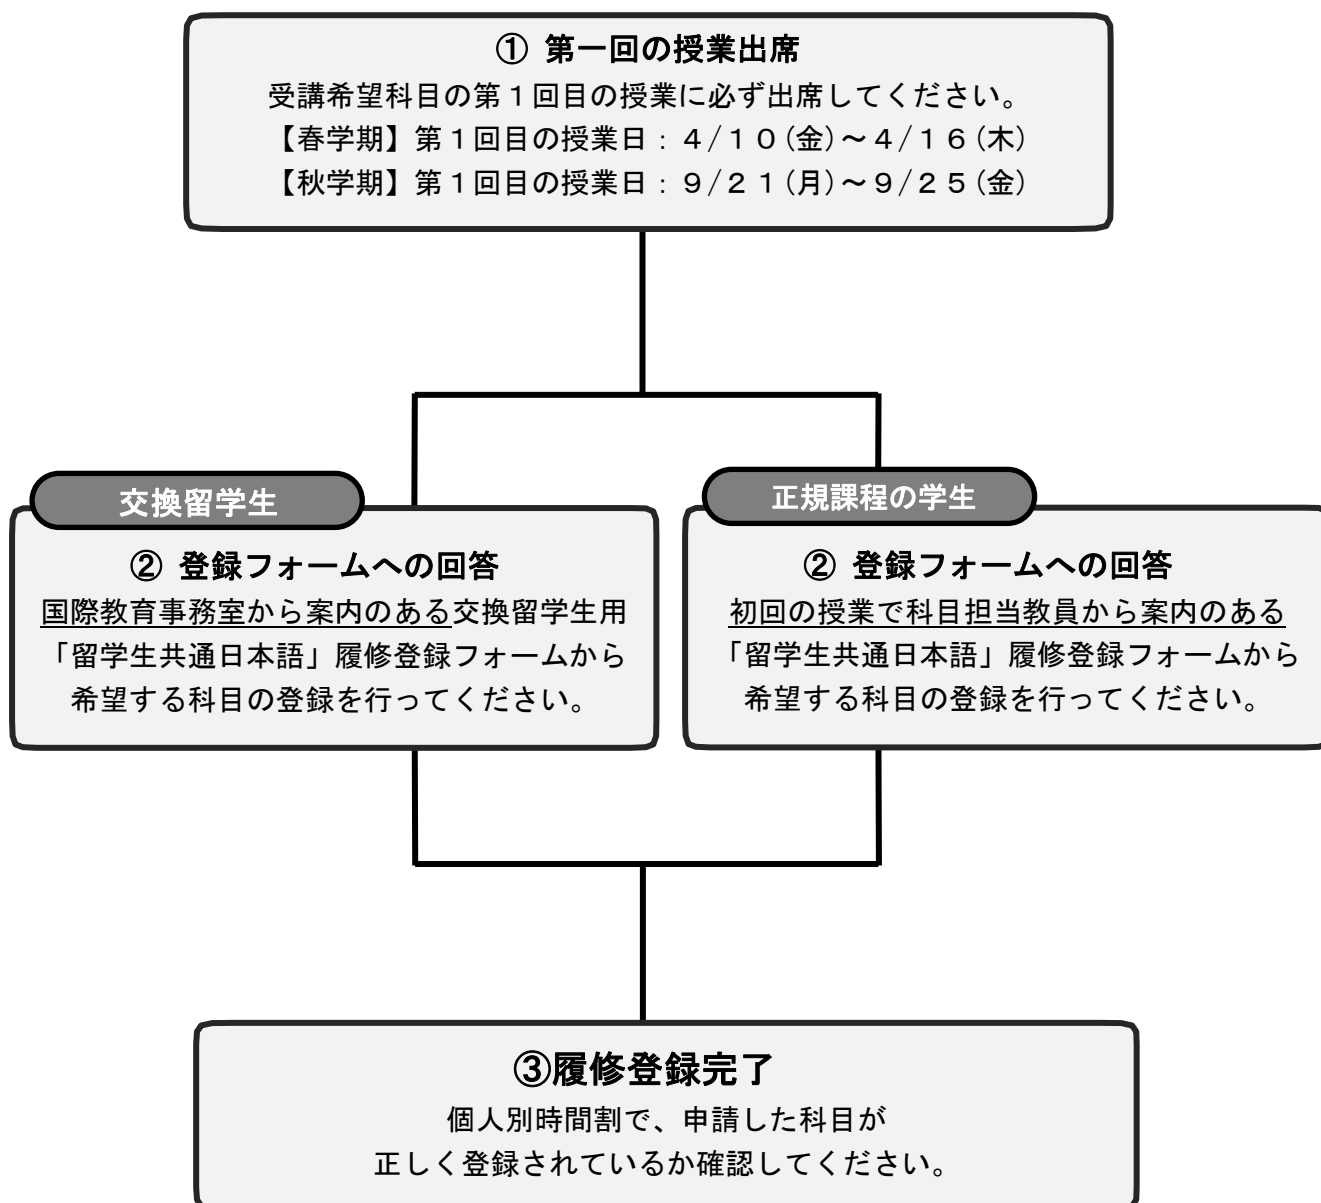 ① 第一回の授業出席
受講希望科目の第１回目の授業に必ず出席してください。
【春学期】第１回目の授業日：４/１０(金)～４/１６(木)
【秋学期】第１回目の授業日：９/２１(月)～９/２５(金)
交換留学生
② 登録フォームへの回答
国際教育事務室から案内のある交換留学生用
「留学生共通日本語」履修登録フォームから
希望する科目の登録を行ってください。
正規課程の学生
② 登録フォームへの回答
初回の授業で科目担当教員から案内のある
「留学生共通日本語」履修登録フォームから
希望する科目の登録を行ってください。
③履修登録完了
個人別時間割で、申請した科目が
正しく登録されているか確認してください。